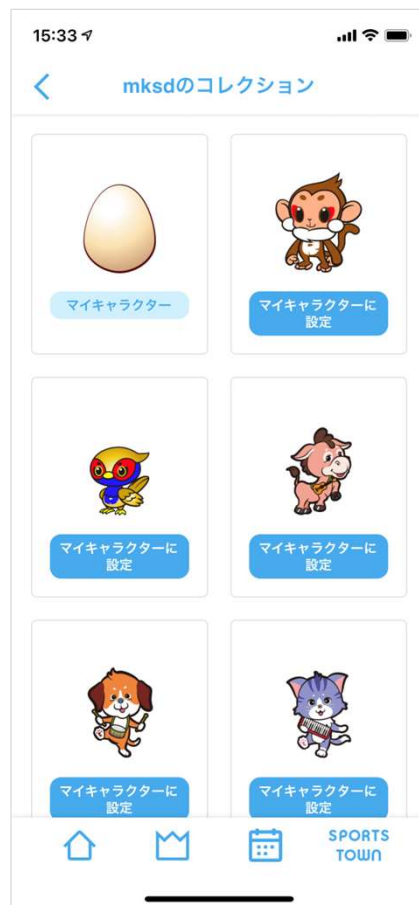 15:33
mksdのコレクション
マイキャラクター
マイキャラクターに
設定
マイキャラクターに
設定
マイキャラクターに
設定
マイキャラクターに
設定
マイキャラクターに
設定
SPORTS
TOWN